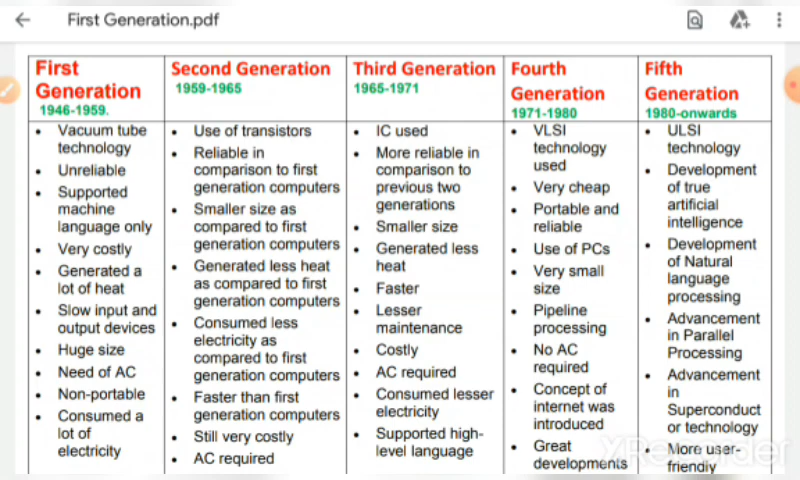 First Generation.pdf
First
Generation
1946-1959.
Vacuum tube
technology
Unreliable
Supported
machine
language only
Very costly
Generated a
lot of heat
Slow input and
output devices
Huge size
Need of AC
Non-portable
Consumed a
lot of
electricity
Second Generation
1959-1965
Use of transistors
Reliable in
comparison to first
generation computers
Smaller size as
compared to first
generation computers
Generated less heat
as compared to first
generation computers
Consumed less
electricity as
compared to first
generation computers
Faster than first
generation computers
Still very costly
AC required
Third Generation
1965-1971
IC used
More reliable in
comparison to
previous two
generations
Smaller size
Generated less
heat
Faster
Lesser
maintenance
Costly
AC required
Consumed lesser
electricity
Supported high-
level language
Fourth
Generation
1971-1980
VLSI
technology
used
Very cheap
Portable and
reliable
Use of PCs
Very small
size
Pipeline
processing
No AC
required
Concept of
internet was
introduced
Great
developments
Fifth
Generation
1980-onwards
ULSI
technology
Development
of true
artificial
intelligence
Development
of Natural
language
processing
Advancement
in Parallel
Processing
Advancement
in
Superconduct
or technology
More user-
friendly
XRecorder